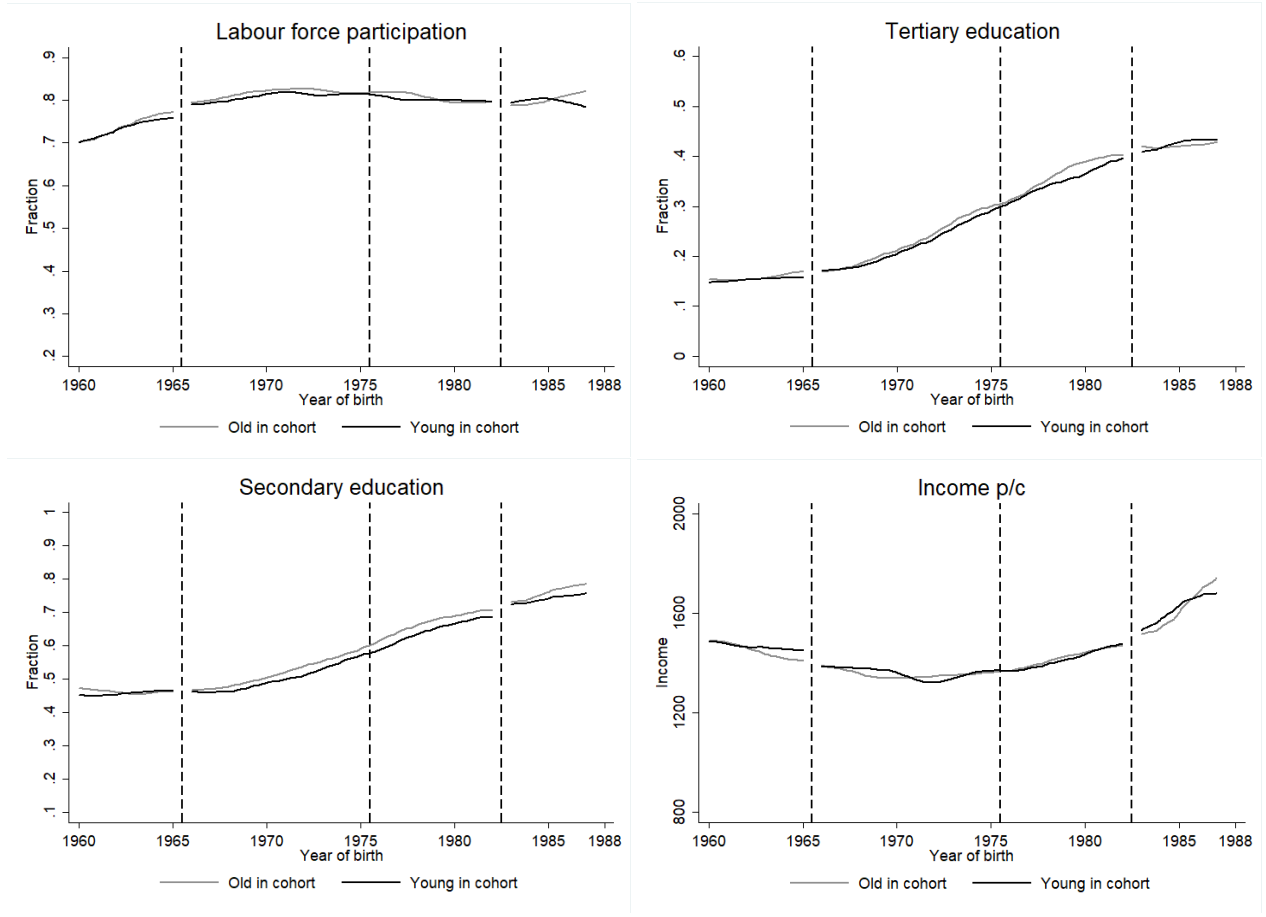 Labour force participation
Fraction
.2 .3 .4 .5 .6 .7 .8 .9
1960 1965 1970 1975 1980 1985 1988
Year of birth
Old in cohort Young in cohort
Tertiary education
Fraction
0 .1 .2 .3 .4 .5 .6
1960 1965 1970 1975 1980 1985 1988
Year of birth
Old in cohort Young in cohort
Secondary education
Fraction
.1 .2 .3 .4 .5 .6 .7 .8 .9 1
1960 1965 1970 1975 1980 1985 1988
Year of birth
Old in cohort Young in cohort
Income p/c
Income
800 1200 1600 2000
1960 1965 1970 1975 1980 1985 1988
Year of birth
Old in cohort Young in cohort